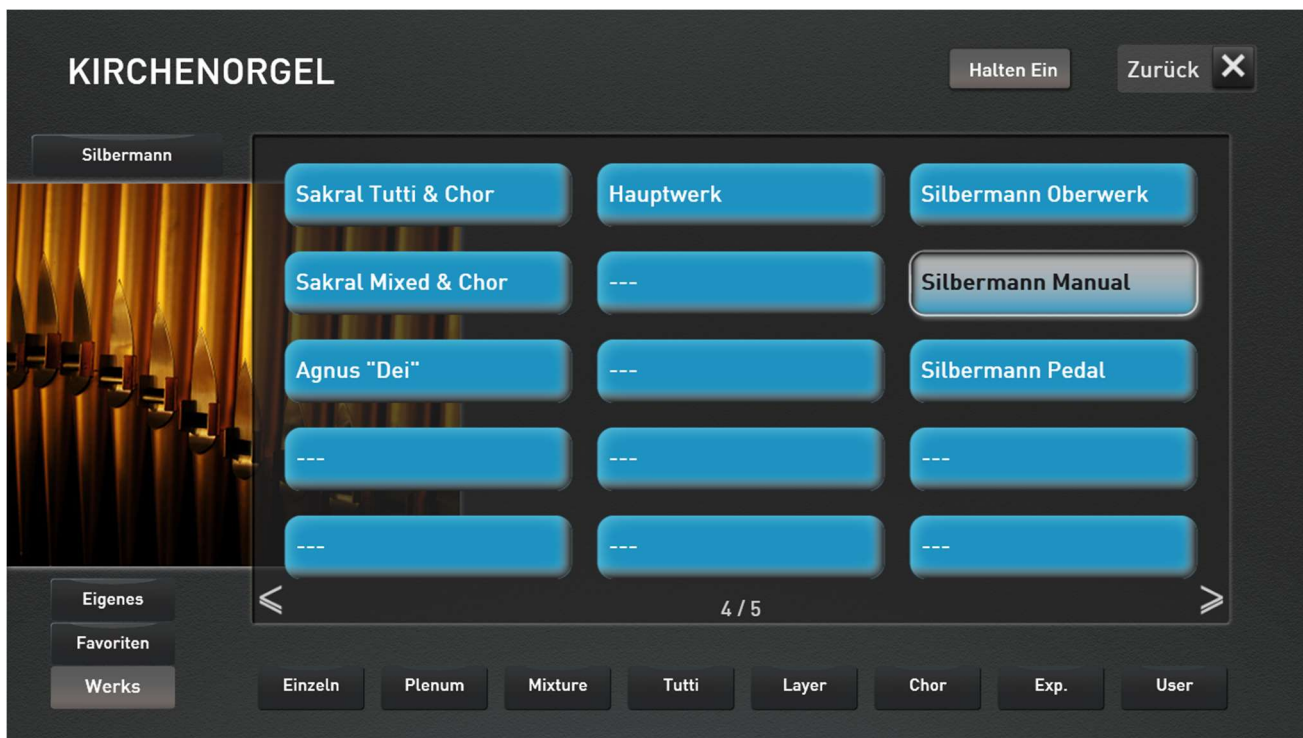 KIRCHENORGEL
Halten Ein
Zurück
Silbermann
Sakral Tutti & Chor
Hauptwerk
Silbermann Oberwerk
Sakral Mixed & Chor
---
Silbermann Manual
Agnus "Dei"
---
Silbermann Pedal
---
---
---
---
---
---
4 / 5
Eigenes
Favoriten
Werks
Einzeln
Plenum
Mixture
Tutti
Layer
Chor
Exp.
User